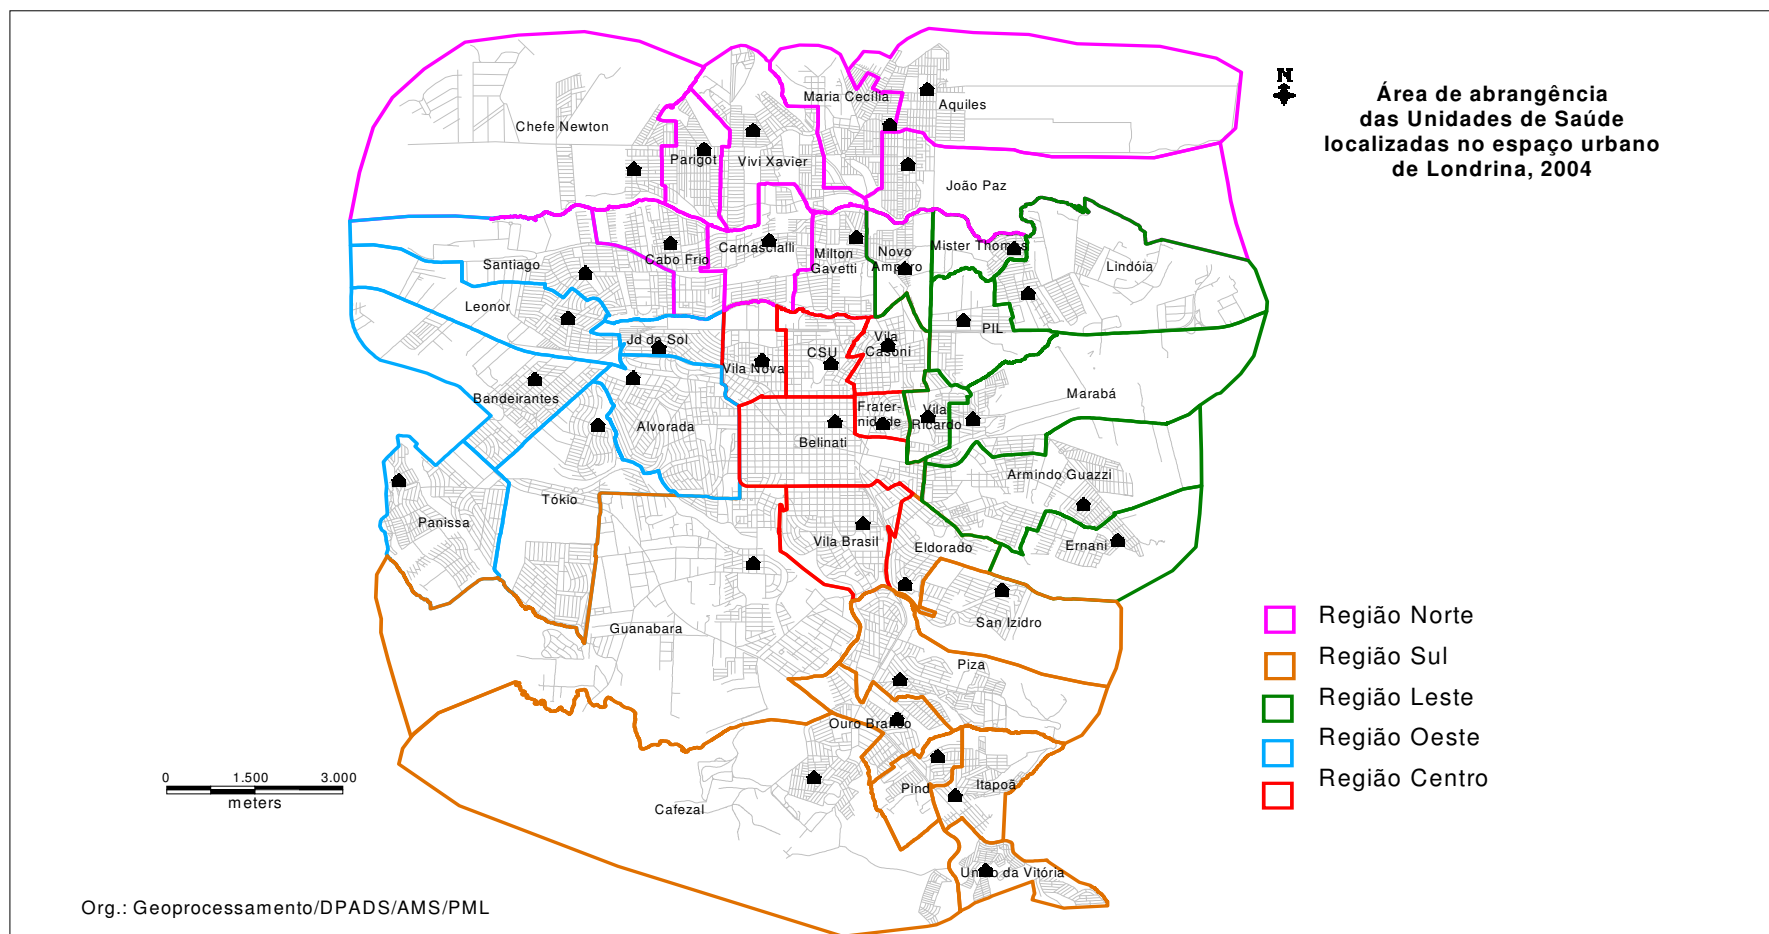 N
Área de abrangência
das Unidades de Saúde
localizadas no espaço urbano
de Londrina, 2004
Maria Cecília
Aquiles
Chefe Newton
Parigot
Vivi Xavier
João Paz
Santiago
Cabo Frio
Carnascialli
Milton
Gavetti
Novo
Amparo
Mister Thomas
Lindóia
Leonor
Jd do Sol
Vila Nova
CSU
Vila
Casoni
PIL
Bandeirantes
Alvorada
Belinati
Frater-
nidade
Vila
Ricardo
Marabá
Armindo Guazzi
Tókio
Panissa
Vila Brasil
Eldorado
Ernani
Guanabara
San Izidro
Piza
Ouro Branco
Pind
Itapoã
Cafezal
União da Vitória
Região Norte
Região Sul
Região Leste
Região Oeste
Região Centro
0 1.500 3.000
meters
Org.: Geoprocessamento/DPADS/AMS/PML